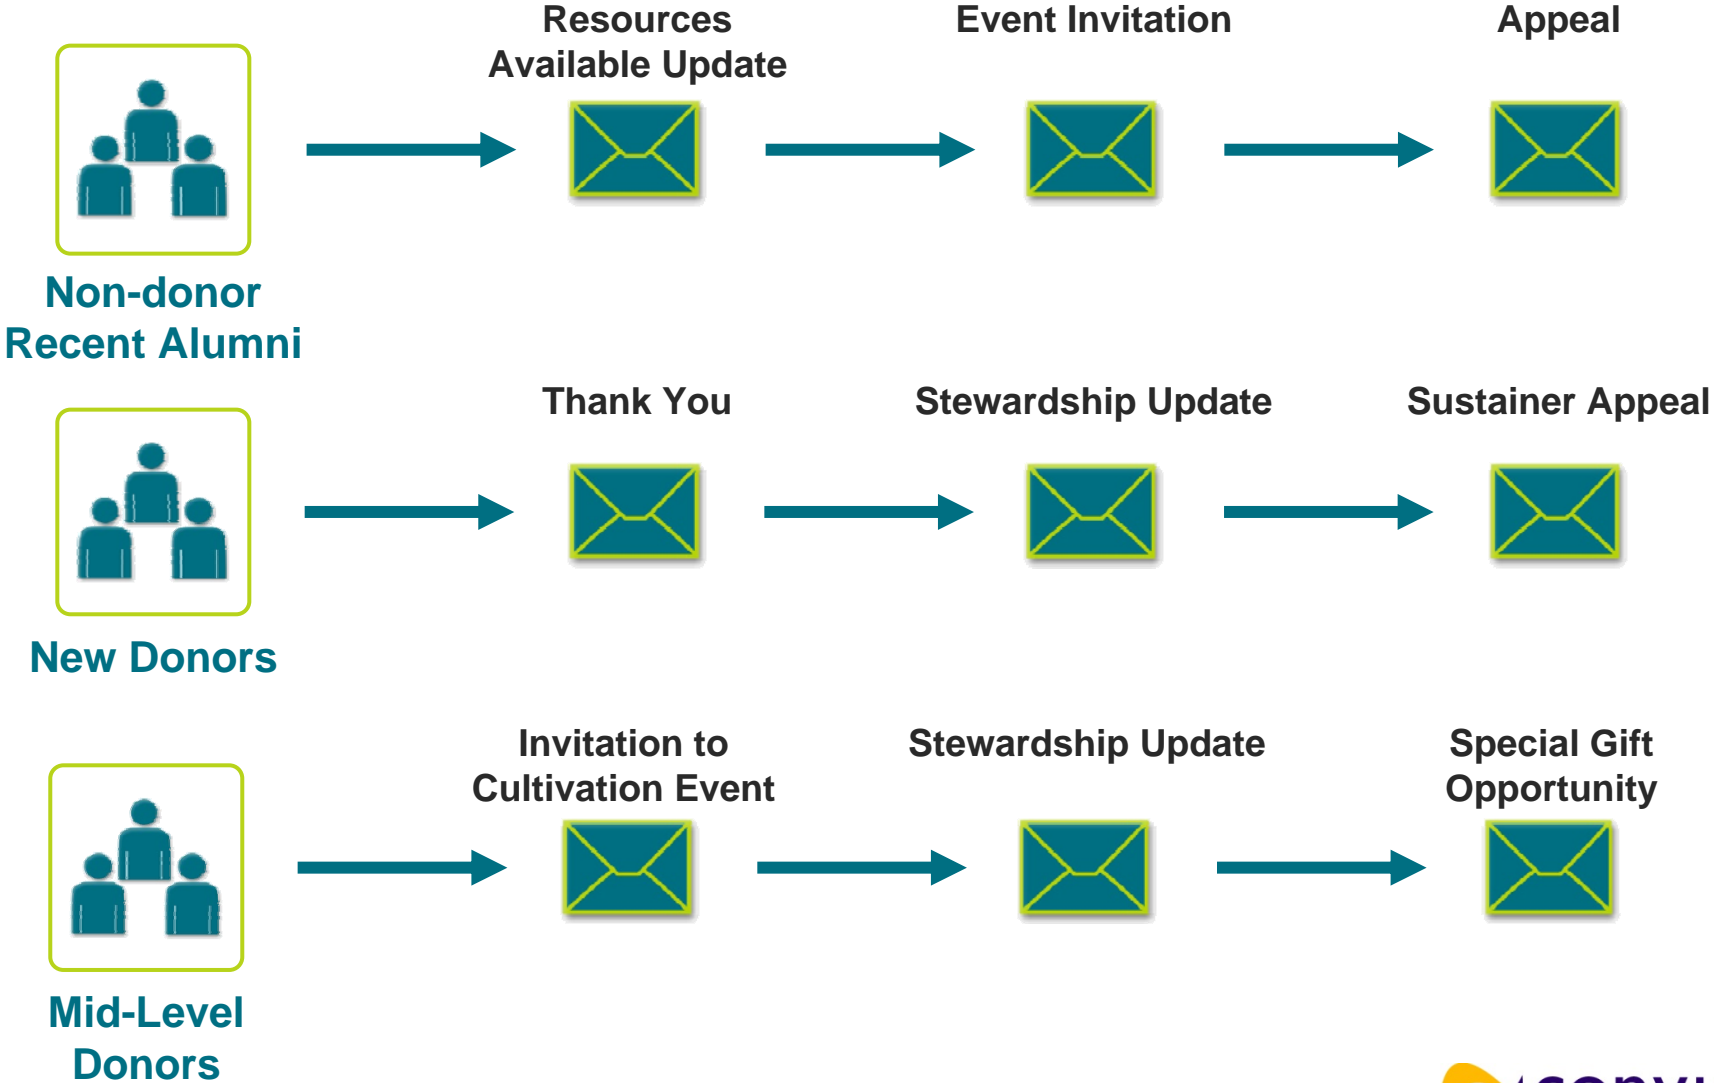 Resources
Available Update
Event Invitation
Appeal
Non-donor
Recent Alumni
Thank You
Stewardship Update
Sustainer Appeal
New Donors
Invitation to
Cultivation Event
Stewardship Update
Special Gift
Opportunity
Mid-Level
Donors